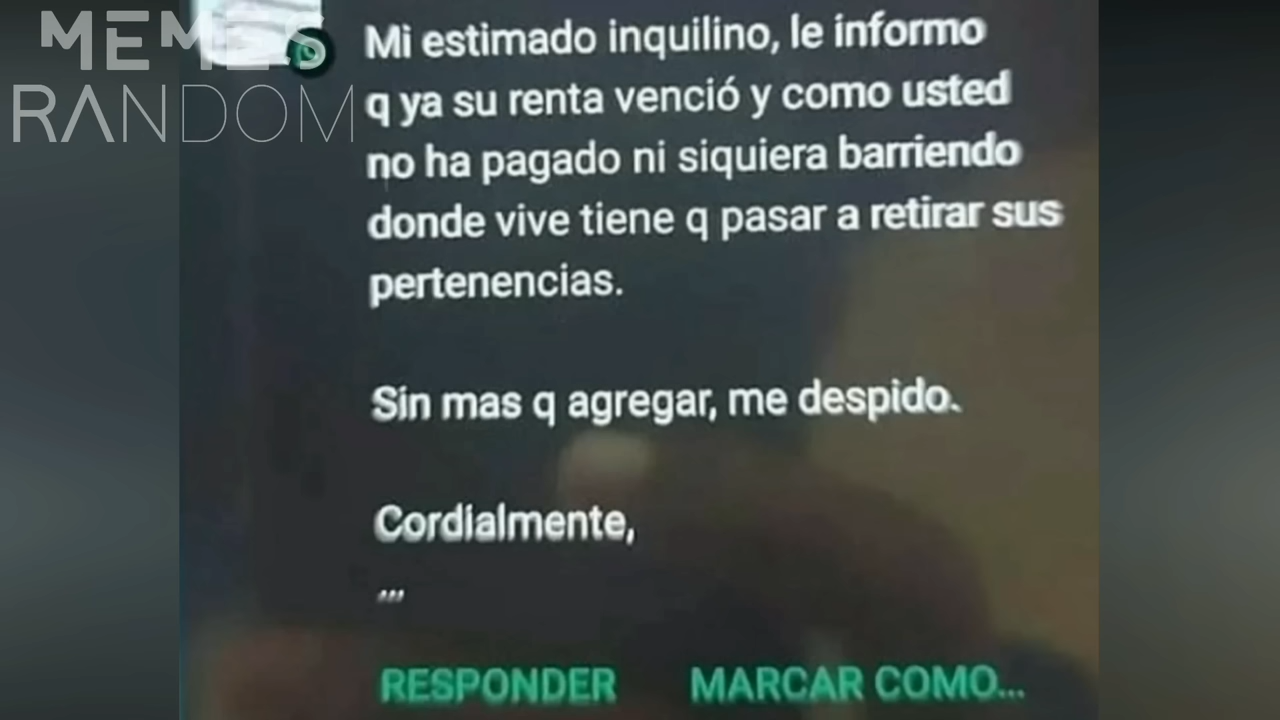 MEMES
RANDOM
Mi estimado inquilino, le informo
q ya su renta venció y como usted
no ha pagado ni siquiera barriendo
donde vive tiene q pasar a retirar sus
pertenencias.
Sin mas q agregar, me despido.
Cordialmente,
,,,
RESPONDER MARCAR COMO...